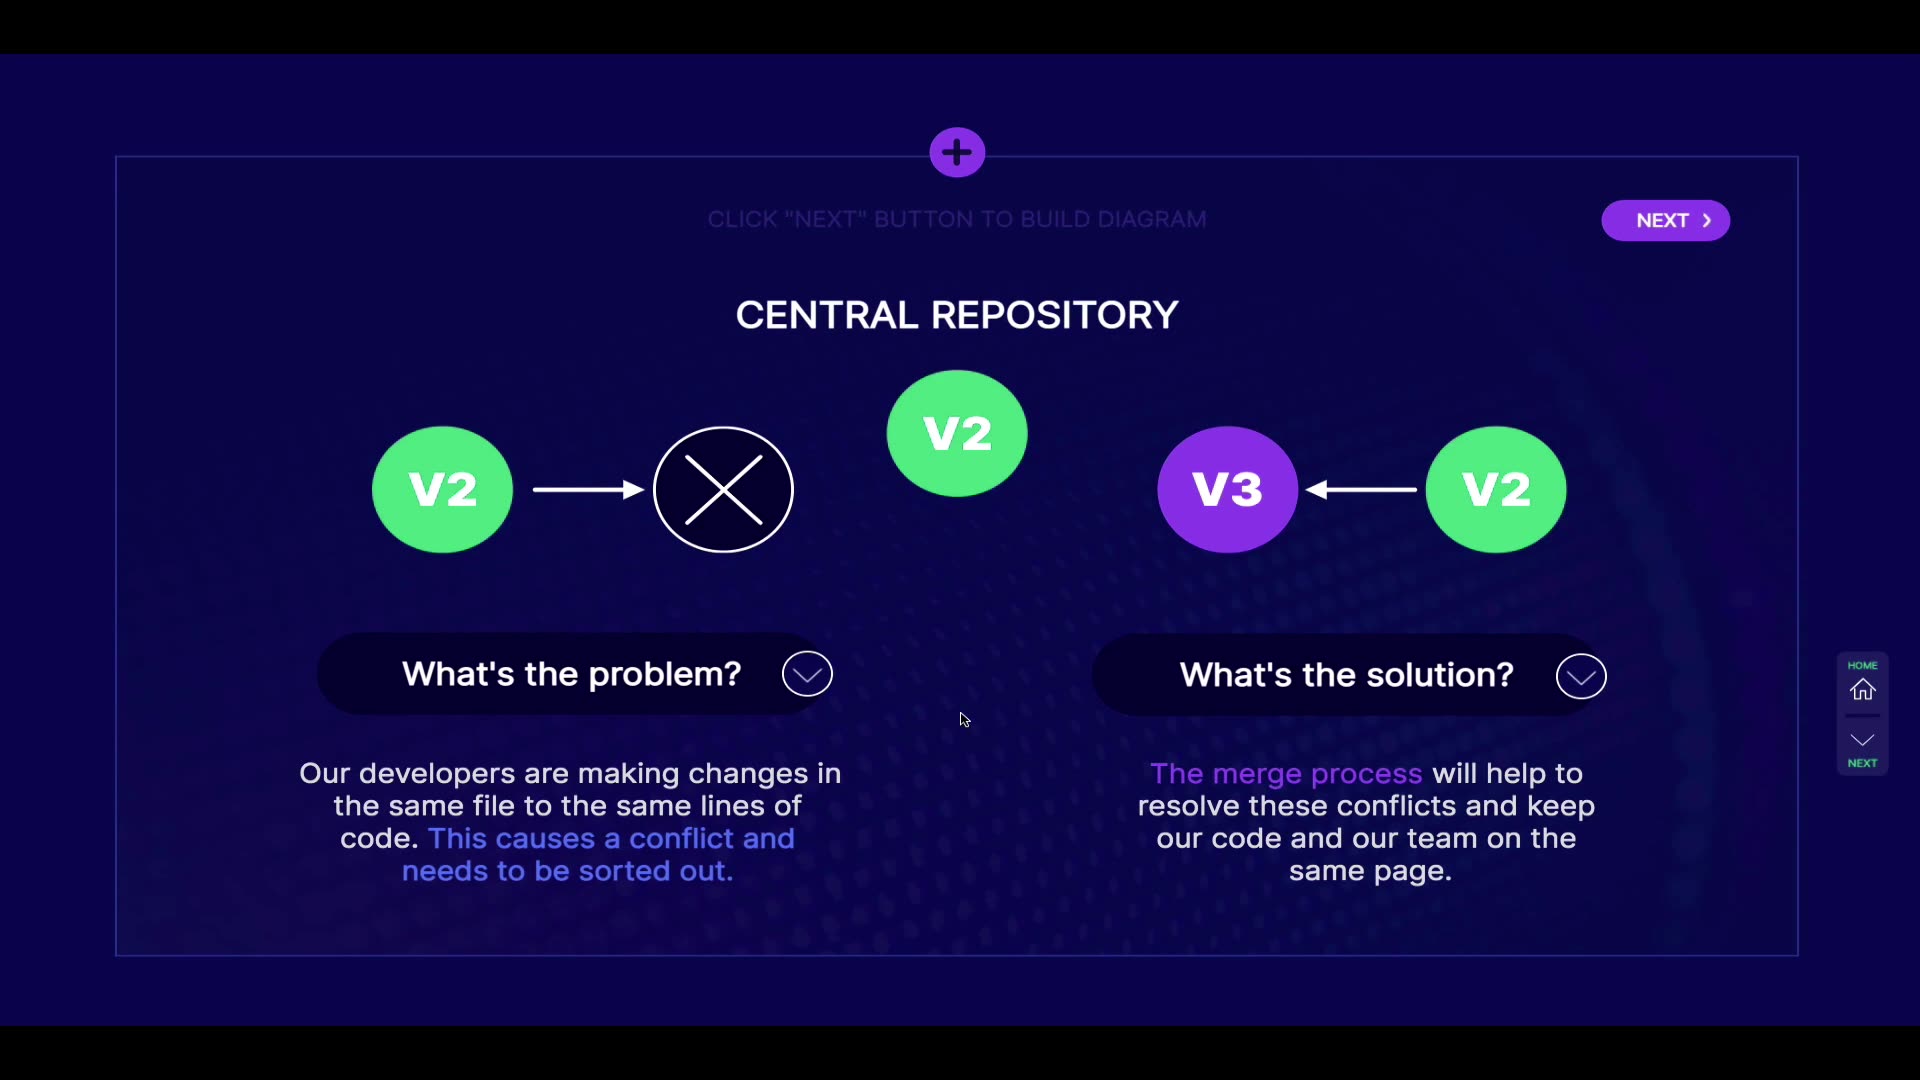 CLICK "NEXT" BUTTON TO BUILD DIAGRAM
NEXT
CENTRAL REPOSITORY
V2
V2
V3
V2
What's the problem?
What's the solution?
Our developers are making changes in
the same file to the same lines of
code. This causes a conflict and
needs to be sorted out.
The merge process will help to
resolve these conflicts and keep
our code and our team on the
same page.
HOME
NEXT